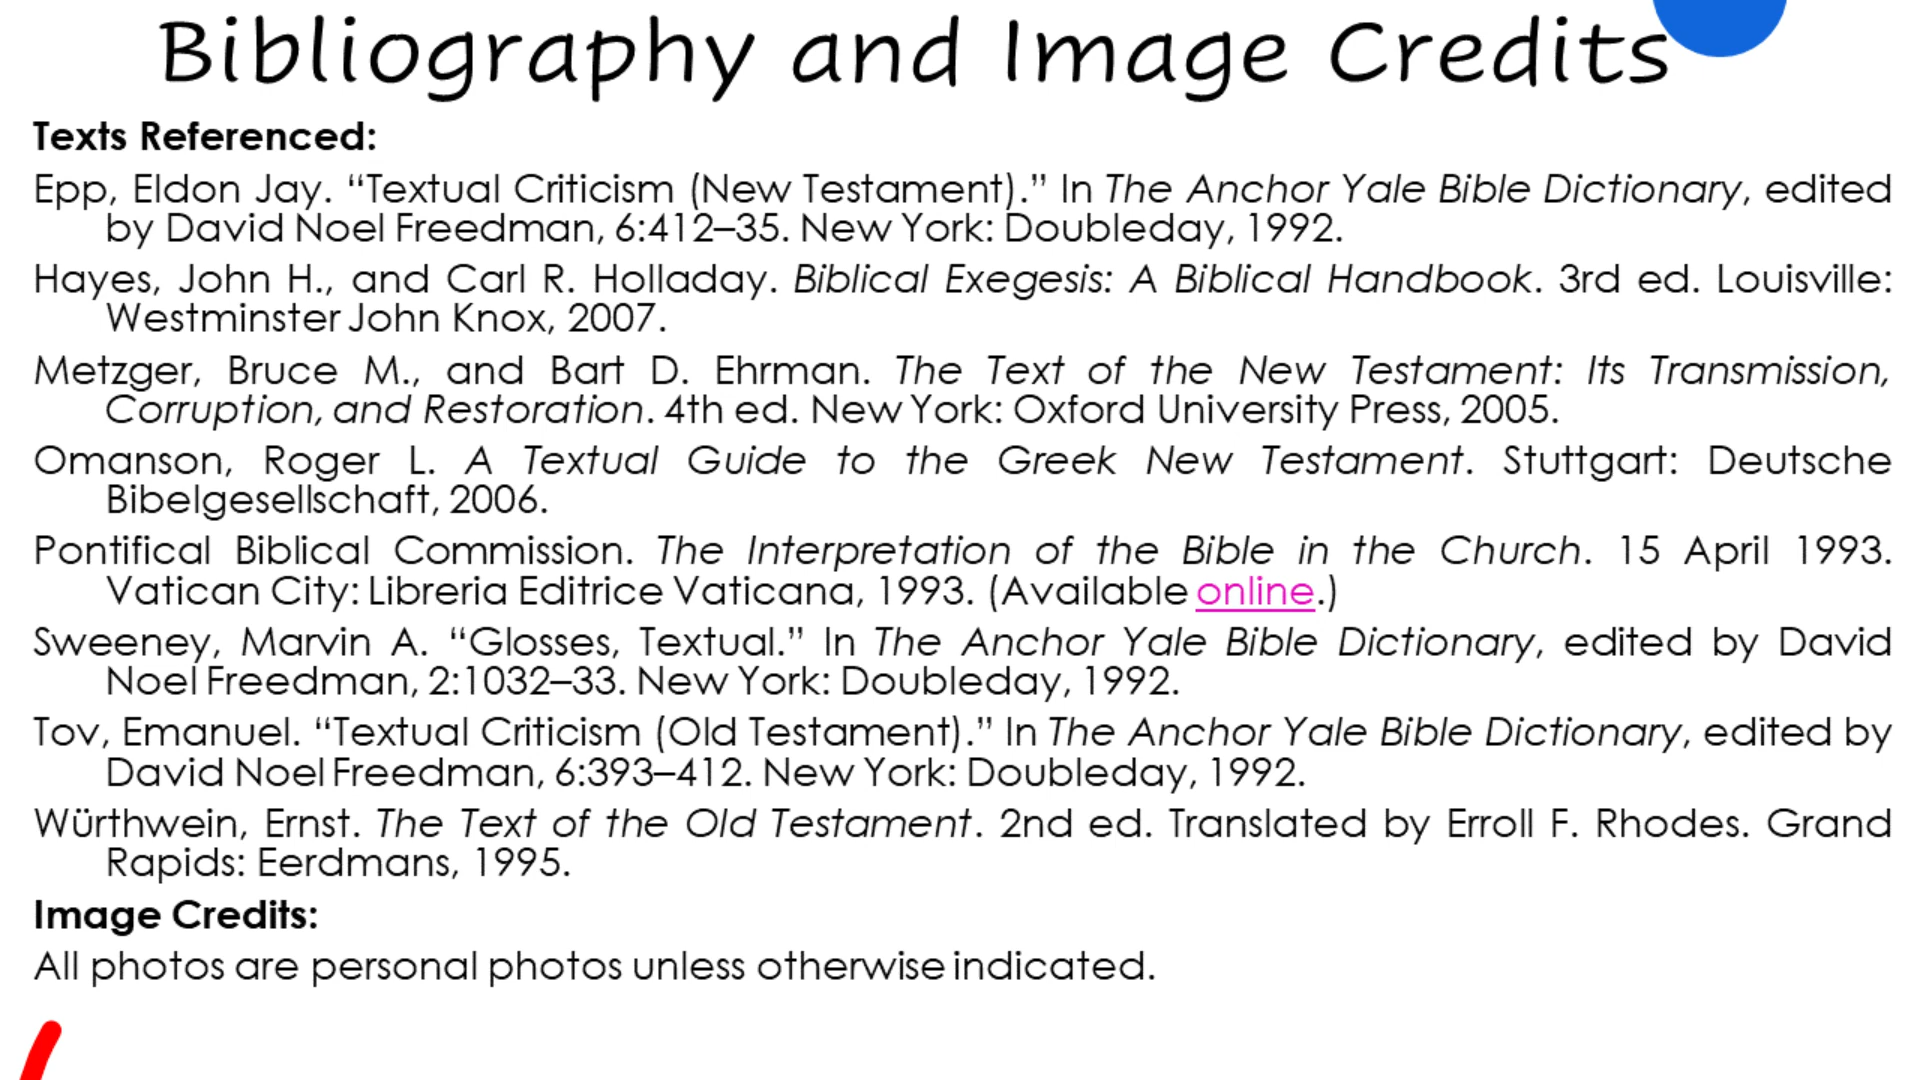 Bibliography and Image Credits
Texts Referenced:
Epp, Eldon Jay. “Textual Criticism (New Testament).” In The Anchor Yale Bible Dictionary, edited
by David Noel Freedman, 6:412–35. New York: Doubleday, 1992.
Hayes, John H., and Carl R. Holladay. Biblical Exegesis: A Biblical Handbook. 3rd ed. Louisville:
Westminster John Knox, 2007.
Metzger, Bruce M., and Bart D. Ehrman. The Text of the New Testament: Its Transmission,
Corruption, and Restoration. 4th ed. New York: Oxford University Press, 2005.
Omanson, Roger L. A Textual Guide to the Greek New Testament. Stuttgart: Deutsche
Bibelgesellschaft, 2006.
Pontifical Biblical Commission. The Interpretation of the Bible in the Church. 15 April 1993.
Vatican City: Libreria Editrice Vaticana, 1993. (Available online.)
Sweeney, Marvin A. “Glosses, Textual.” In The Anchor Yale Bible Dictionary, edited by David
Noel Freedman, 2:1032–33. New York: Doubleday, 1992.
Tov, Emanuel. “Textual Criticism (Old Testament).” In The Anchor Yale Bible Dictionary, edited by
David Noel Freedman, 6:393–412. New York: Doubleday, 1992.
Würthwein, Ernst. The Text of the Old Testament. 2nd ed. Translated by Erroll F. Rhodes. Grand
Rapids: Eerdmans, 1995.
Image Credits:
All photos are personal photos unless otherwise indicated.